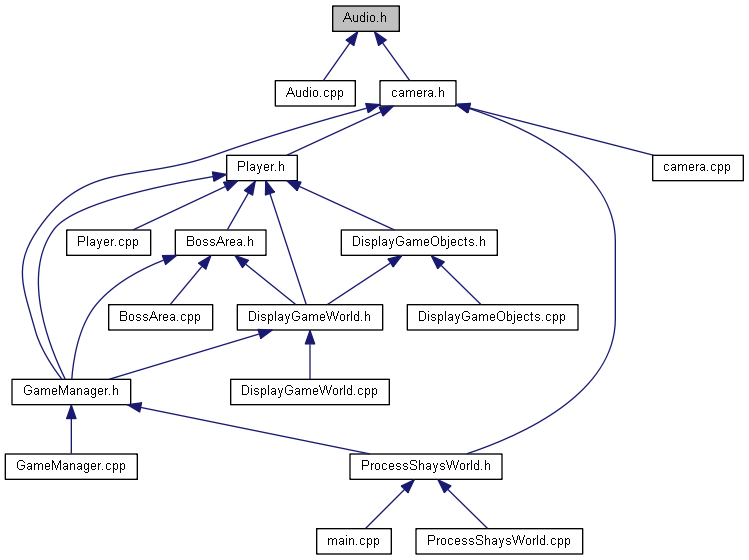 Audio.h
Audio.cpp
camera.h
Player.h
camera.cpp
Player.cpp
BossArea.h
DisplayGameObjects.h
BossArea.cpp
DisplayGameWorld.h
DisplayGameObjects.cpp
GameManager.h
DisplayGameWorld.cpp
GameManager.cpp
ProcessShaysWorld.h
main.cpp
ProcessShaysWorld.cpp